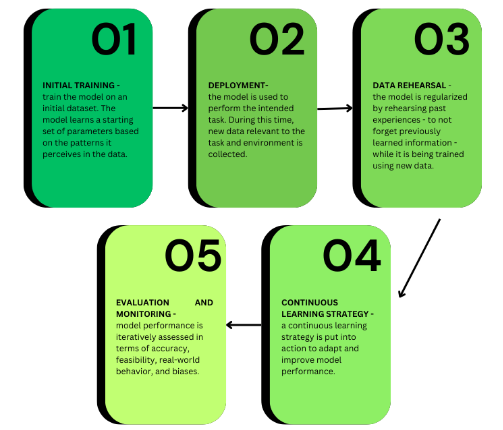 01
INITIAL TRAINING -
train the model on an
initial dataset. The
model learns a starting
set of parameters based
on the patterns it
perceives in the data.
02
DEPLOYMENT-
the model is used to
perform the intended
task. During this time,
new data relevant to the
task and environment is
collected.
03
DATA REHEARSAL -
the model is regularized
by rehearsing past
experiences - to not
forget previously
learned information -
while it is being trained
using new data.
04
CONTINUOUS
LEARNING STRATEGY -
a continuous learning
strategy is put into
action to adapt and
improve model
performance.
05
EVALUATION AND
MONITORING -
model performance is
iteratively assessed in
terms of accuracy,
feasibility, real-world
behavior, and biases.